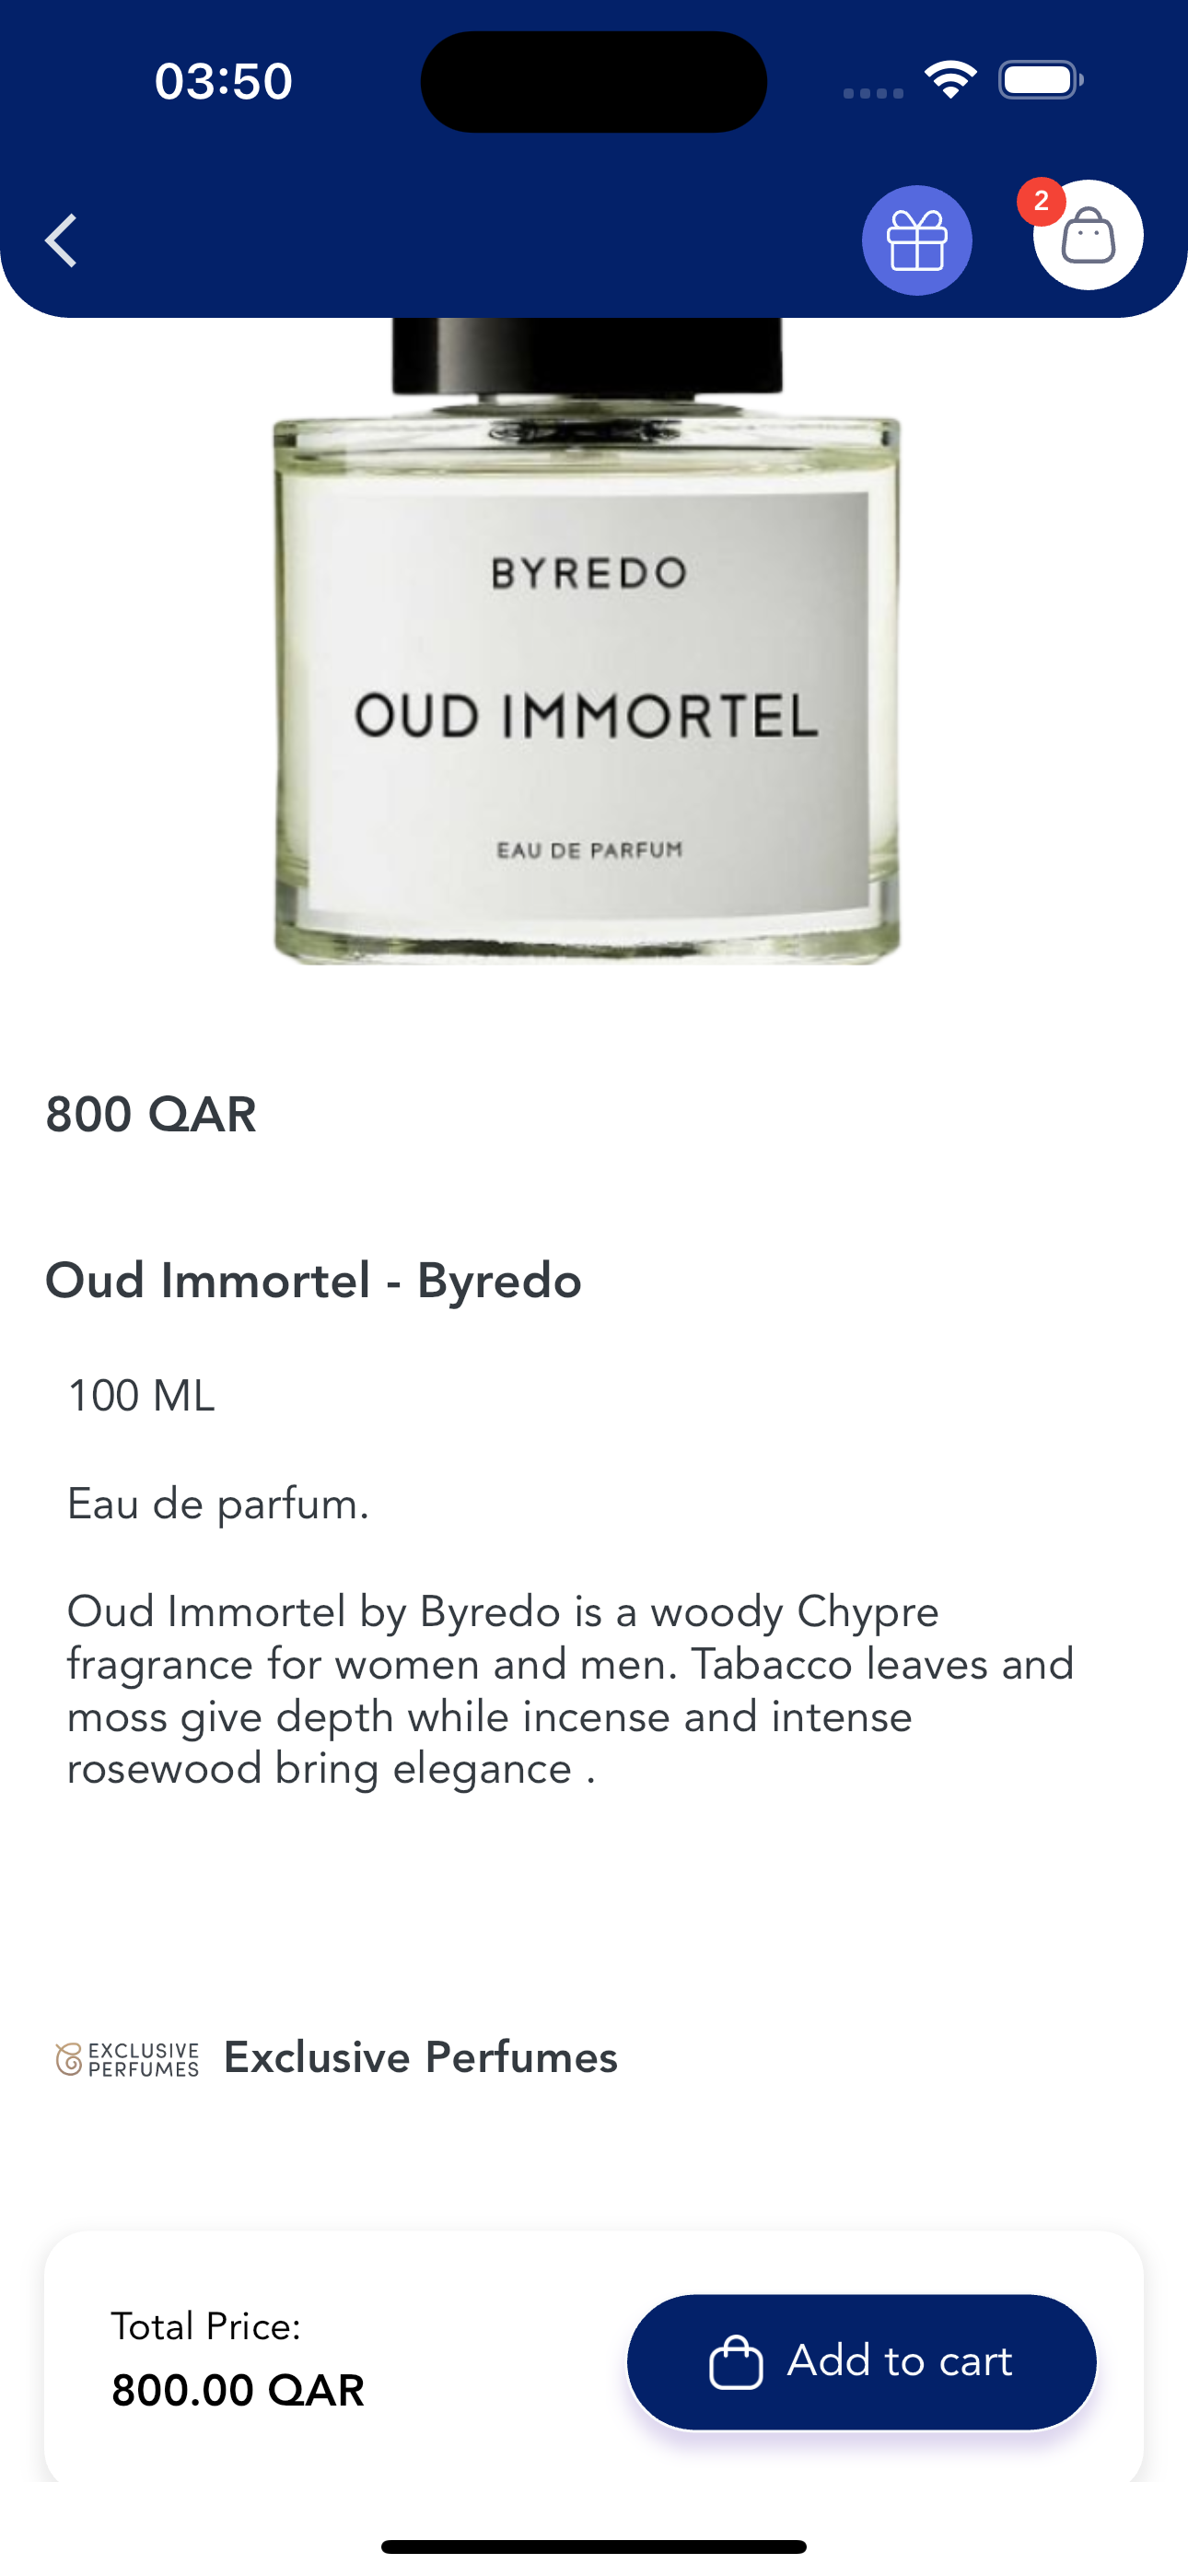 03:50
2
BYREDO
OUD IMMORTEL
EAU DE PARFUM
800 QAR
Oud Immortel - Byredo
100 ML
Eau de parfum.
Oud Immortel by Byredo is a woody Chypre
fragrance for women and men. Tabacco leaves and
moss give depth while incense and intense
rosewood bring elegance .
EXCLUSIVE
PERFUMES
Exclusive Perfumes
Total Price:
800.00 QAR
Add to cart